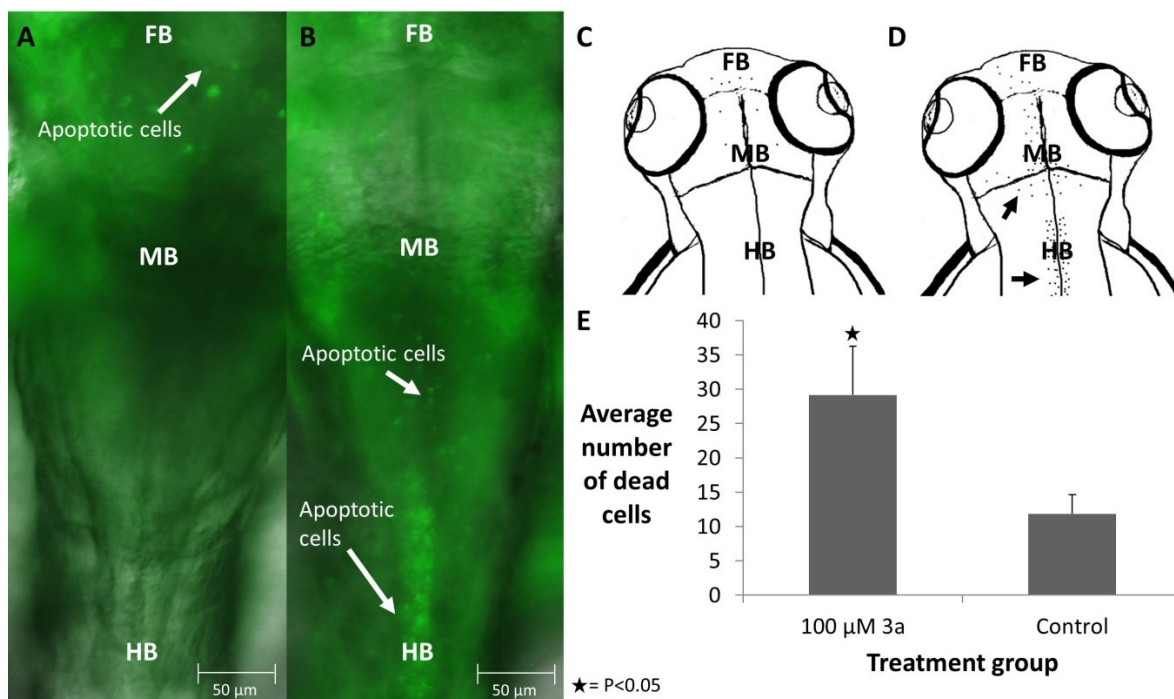 A
FB
Apoptotic cells
MB
HB
50 μm
B
FB
MB
Apoptotic cells
Apoptotic
cells
HB
50 μm
C
FB
MB
HB
D
FB
MB
HB
E
40
35
30
25
20
15
10
5
0
Average
number
of dead
cells
★
100 μM 3a
Control
Treatment group
★= P<0.05